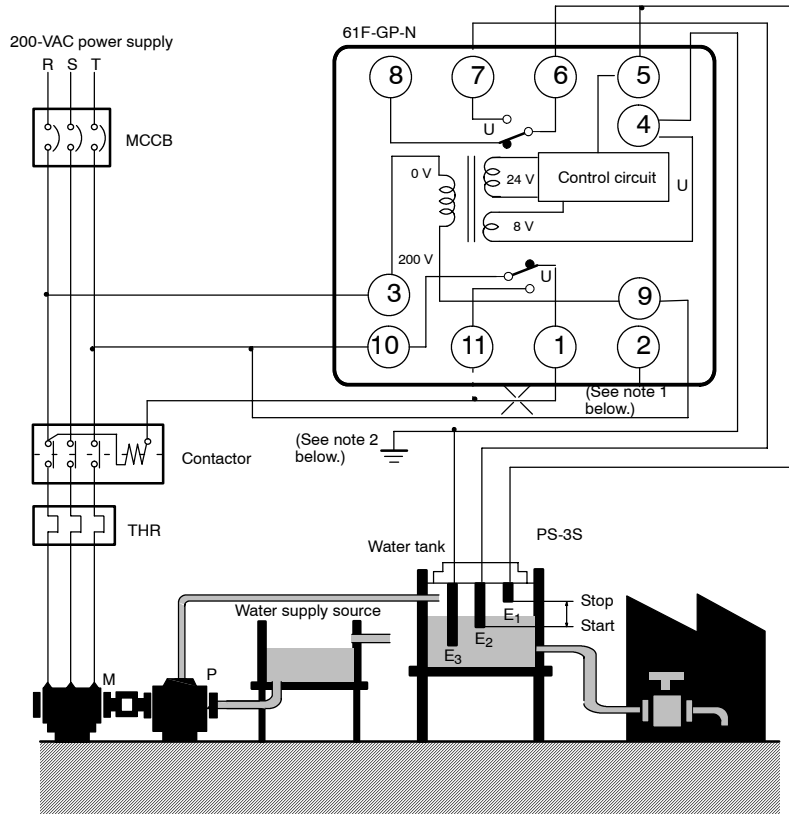 61F-GP-N
200-VAC power supply
R S T
MCCB
8 7 6 5
4
U
0 V
24 V
Control circuit
U
8 V
200 V
U
3
9
10 11 1 2
(See note 1
below.)
(See note 2
below.)
Contactor
THR
PS-3S
Water tank
Stop
Start
E1
E2
E3
Water supply source
M
P